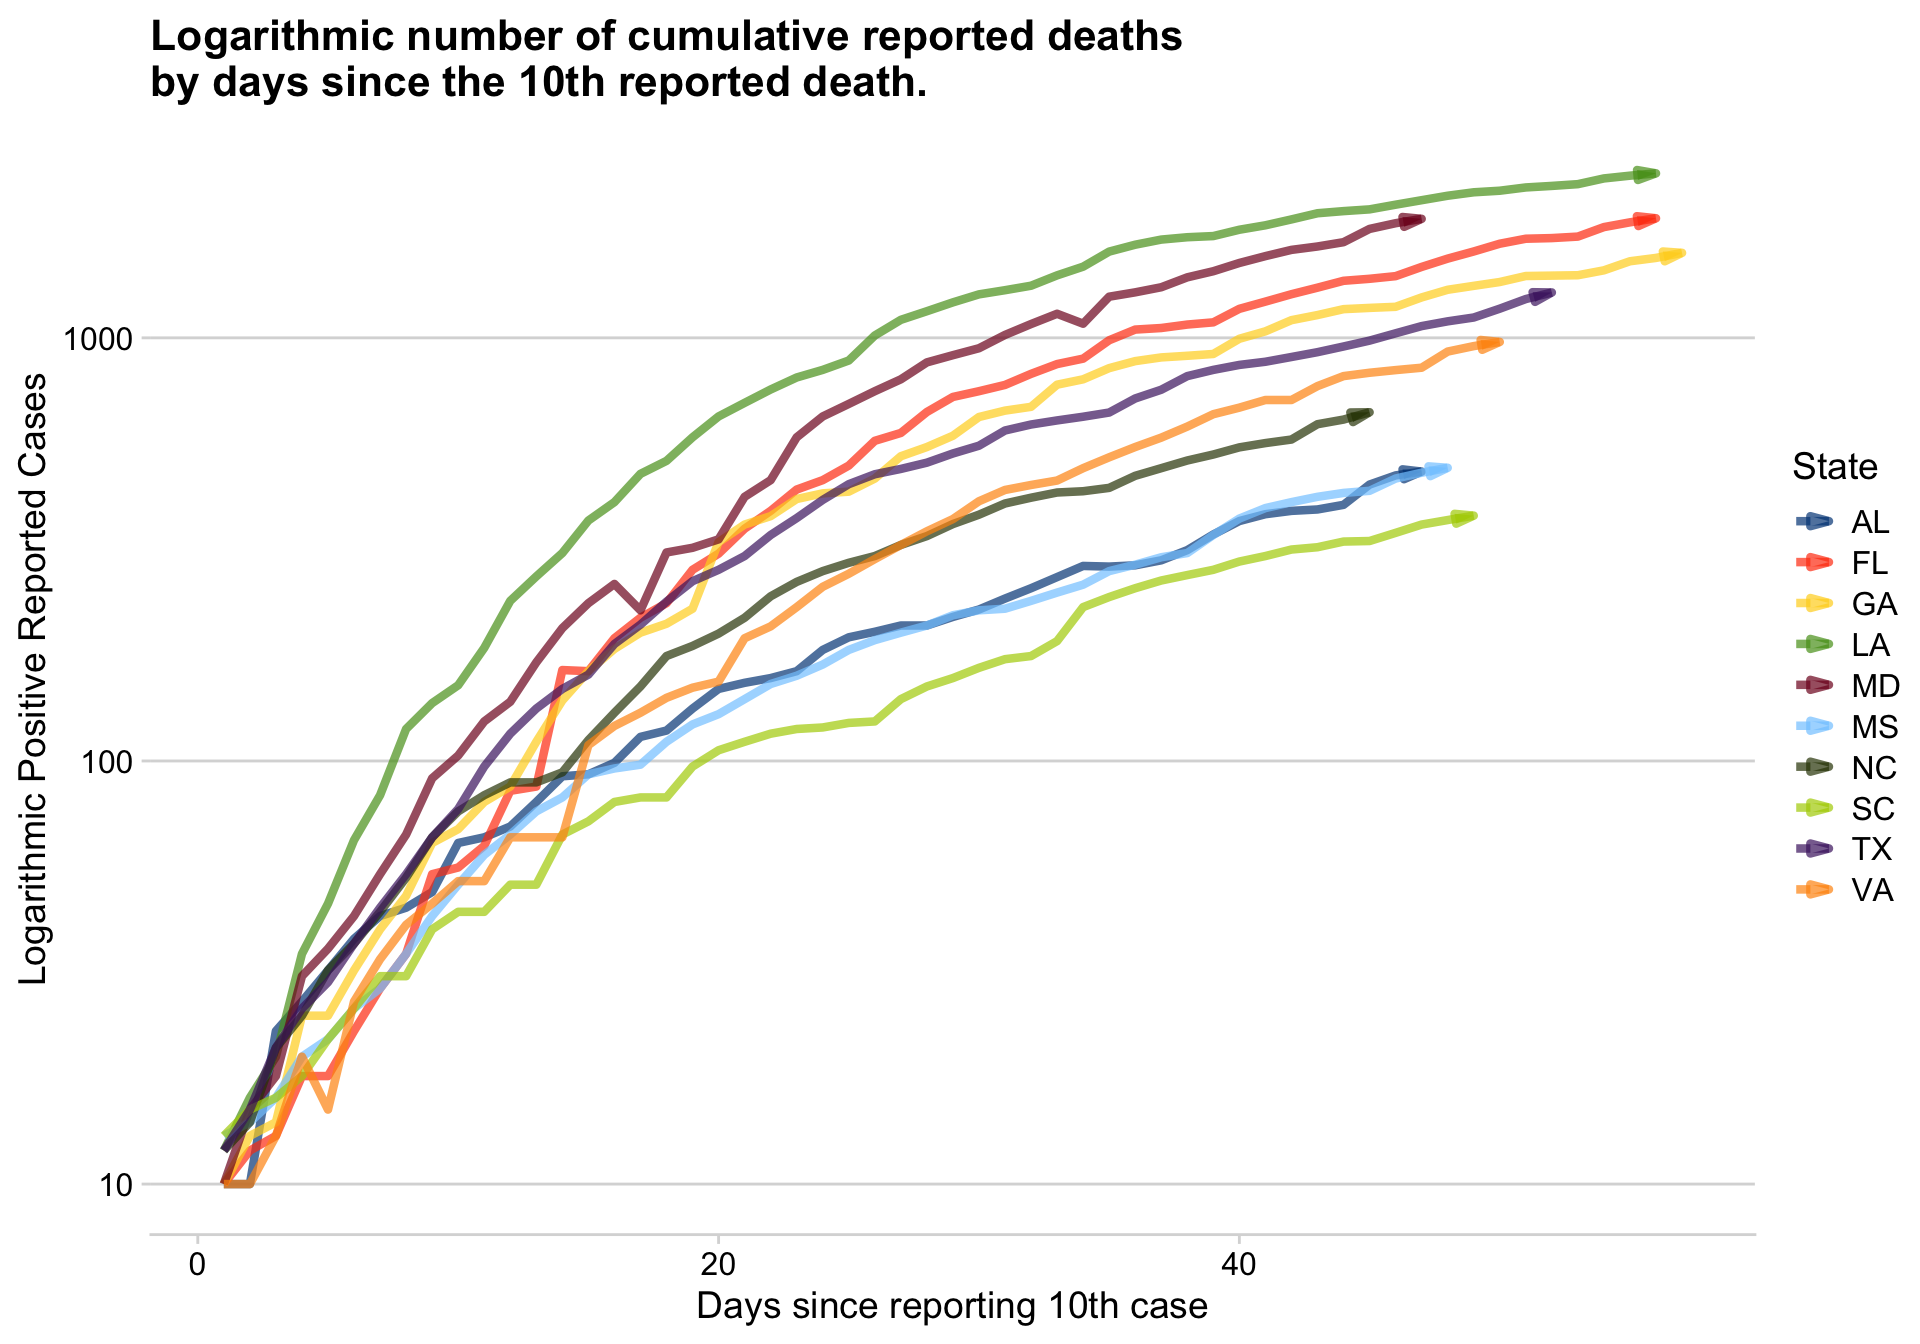 Logarithmic number of cumulative reported deaths
by days since the 10th reported death.
Logarithmic Positive Reported Cases
1000
100
10
0
20
40
Days since reporting 10th case
State
AL
FL
GA
LA
MD
MS
NC
SC
TX
VA